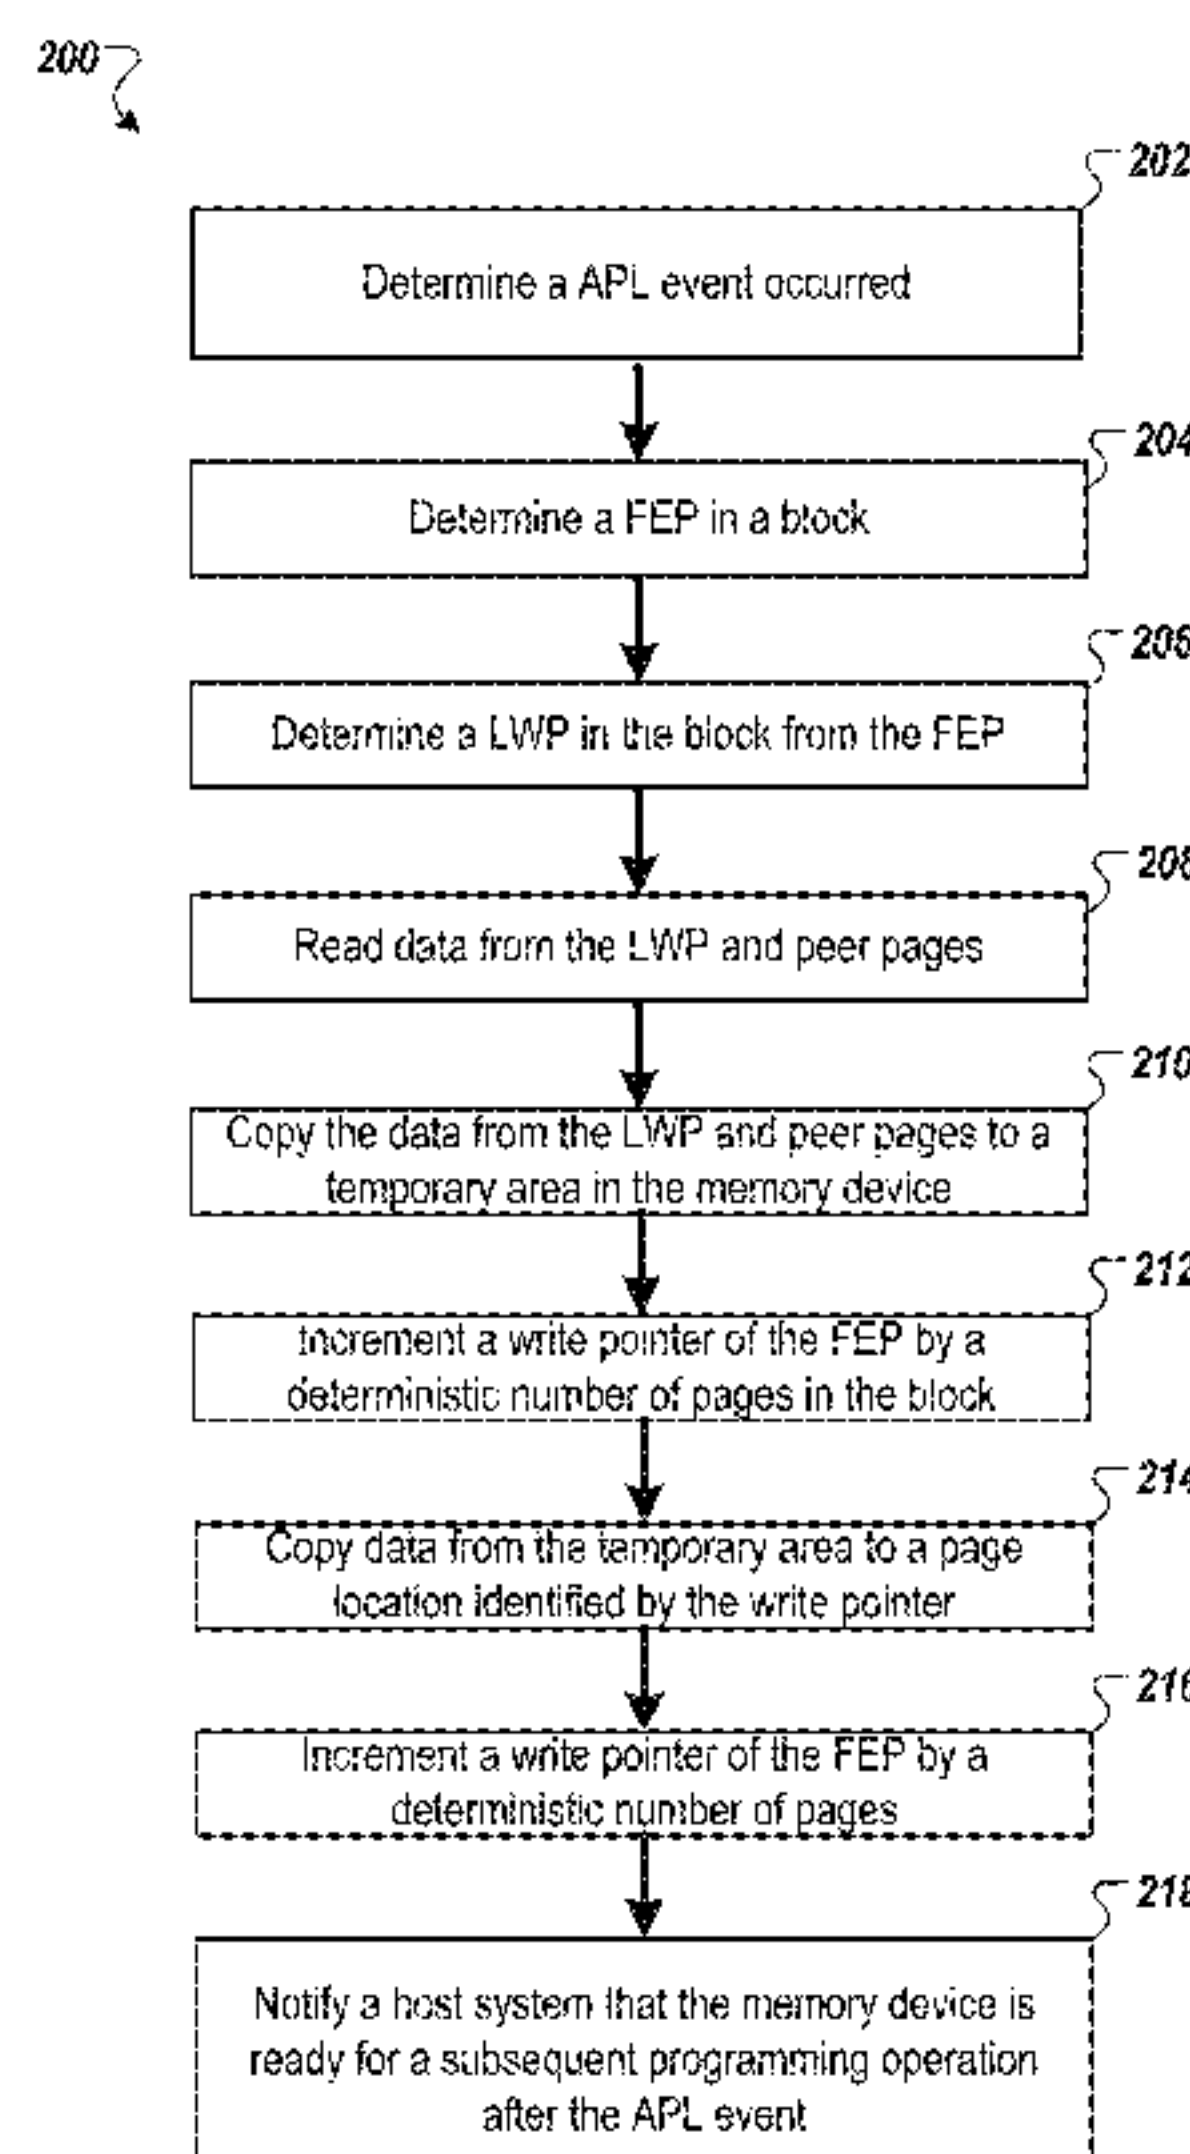 200
202
Determine a APL event occurred
204
Determine a FEP in a block
206
Determine a LWP in the block from the FEP
208
Read data from the LWP and peer pages
210
Copy the data from the LWP and peer pages to a
temporary area in the memory device
212
Increment a write pointer of the FEP by a
deterministic number of pages in the block
214
Copy data from the temporary area to a page
location identified by the write pointer
216
Increment a write pointer of the FEP by a
deterministic number of pages
218
Notify a host system that the memory device is
ready for a subsequent programming operation
after the APL event